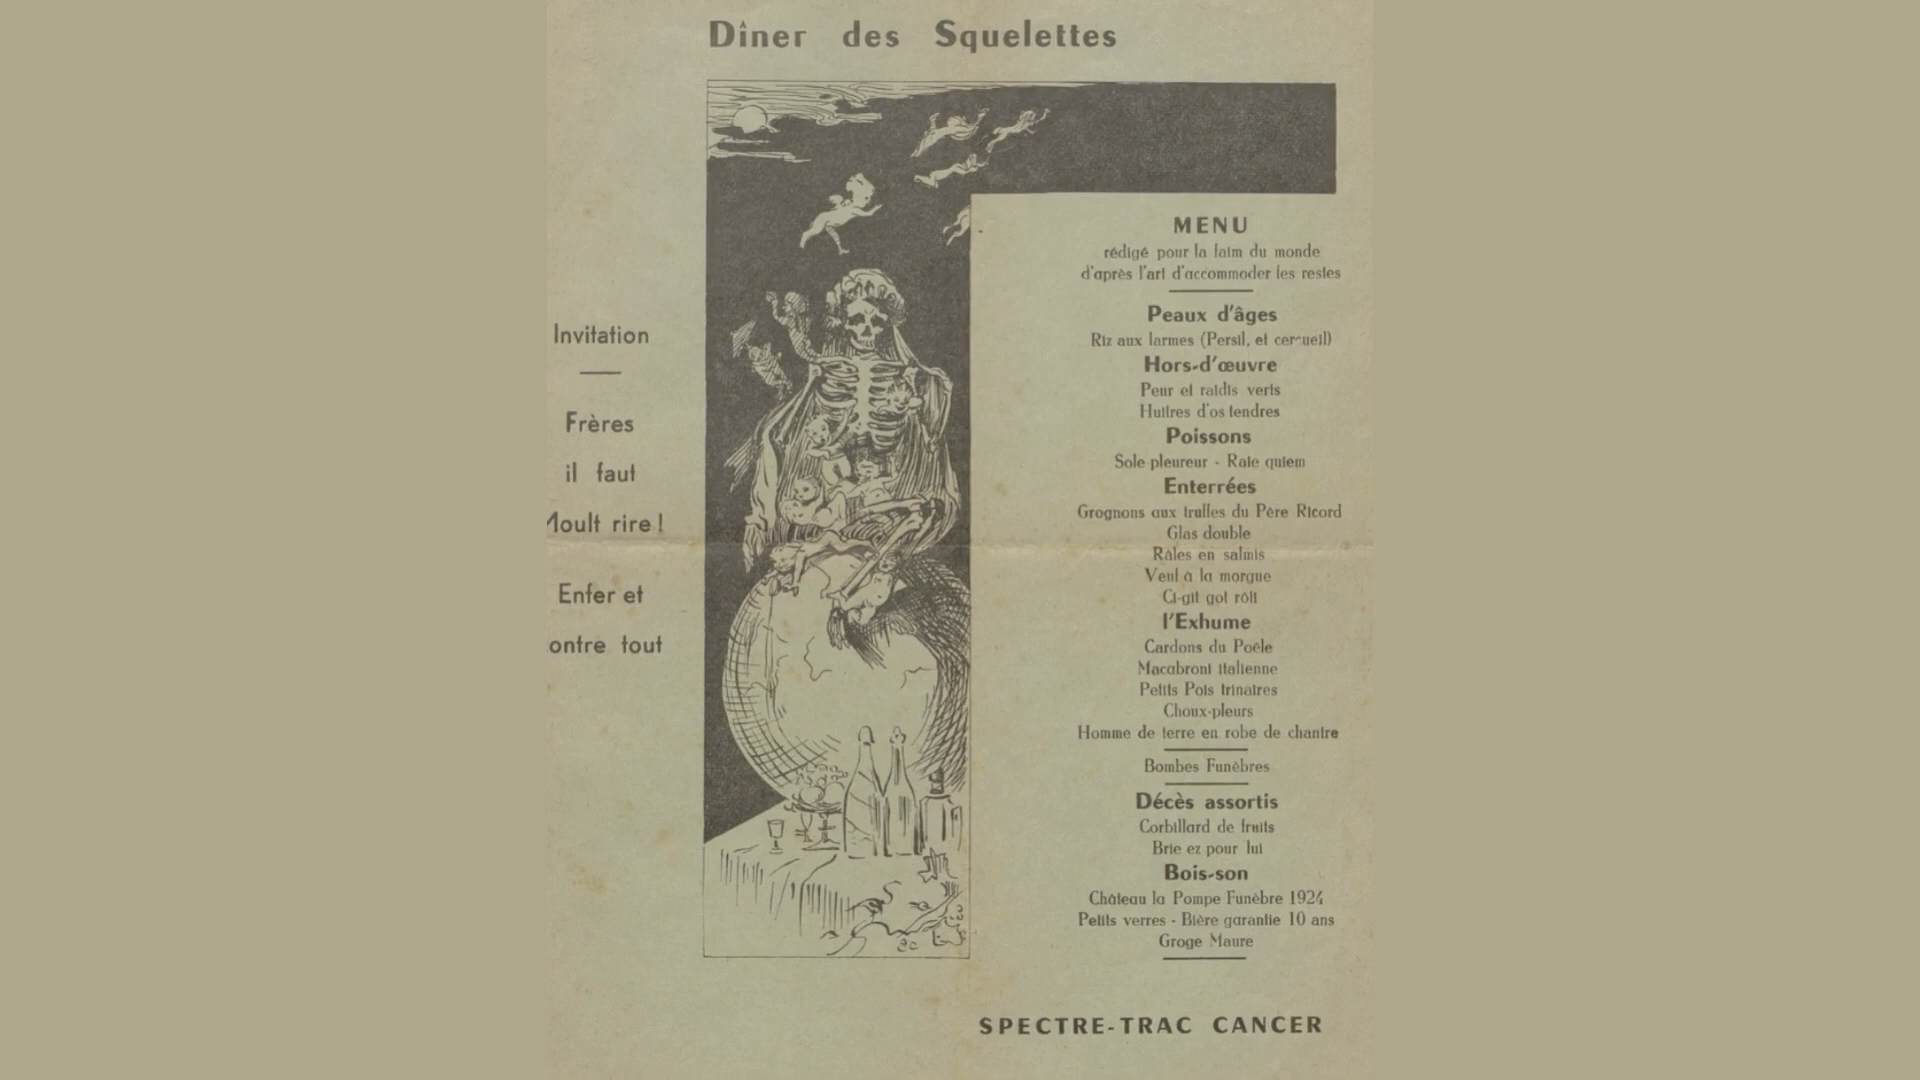 Dîner des Squelettes
Invitation
Frères
il faut
Moult rire !
Enfer et
ontre tout
MENU
rédigé pour la faim du monde
d'après l'art d'accommoder les restes
Peaux d'âges
Riz aux larmes (Persil, et cercueil)
Hors-d'œuvre
Peur et raidis verts
Huîtres d'os tendres
Poissons
Sole pleureur - Raie quiem
Enterrées
Grognons aux truffes du Père Ricord
Glas double
Râles en salmis
Veuf à la morgue
Ci-gît got rôti
l'Exhume
Cardons du Poêle
Macabroni italienne
Petits Pois trinaires
Choux-pleurs
Homme de terre en robe de chantre
Bombes Funèbres
Décès assortis
Corbillard de fruits
Brie ez pour lui
Bois-son
Château la Pompe Funèbre 1924
Petits verres - Bière garantie 10 ans
Groge Maure
SPECTRE-TRAC CANCER